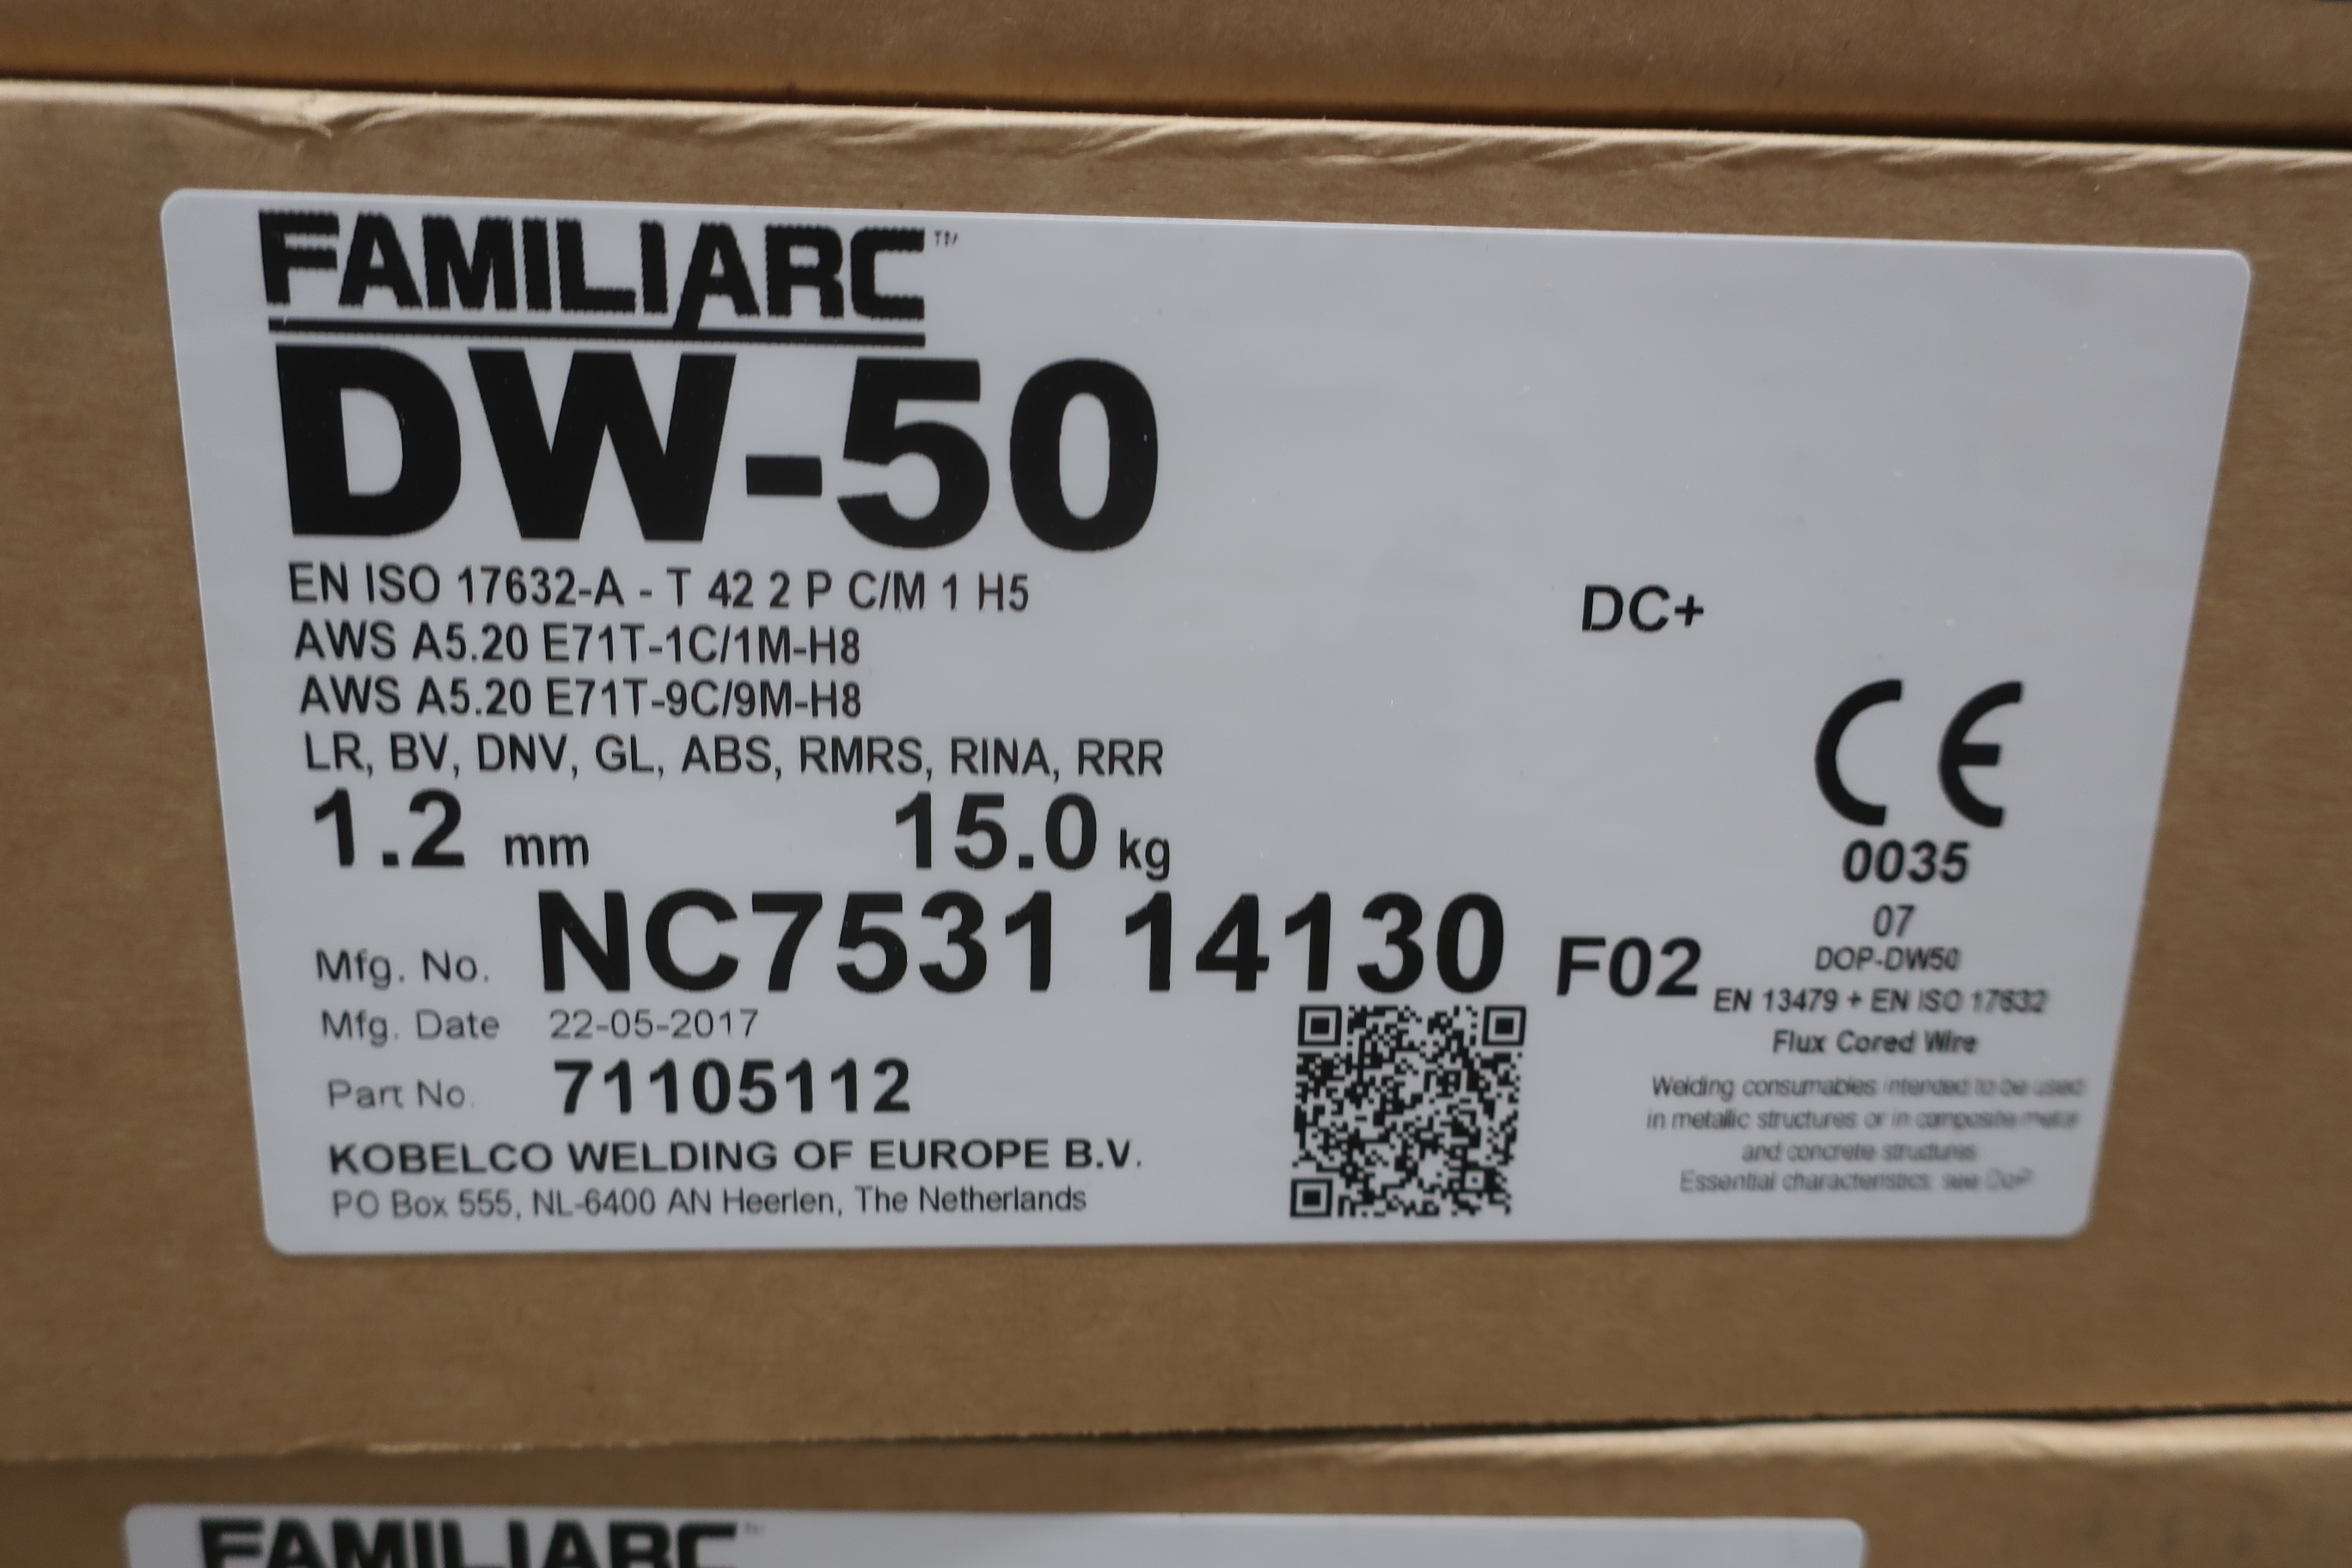 FAMILIARC™
DW-50
EN ISO 17632-A - T 42 2 P C/M 1 H5
AWS A5.20 E71T-1C/1M-H8
AWS A5.20 E71T-9C/9M-H8
LR, BV, DNV, GL, ABS, RMRS, RINA, RRR
1.2 mm 15.0 kg
Mfg. No. NC7531 14130 F02
Mfg. Date 22-05-2017
Part No. 71105112
KOBELCO WELDING OF EUROPE B.V.
PO Box 555, NL-6400 AN Heerlen, The Netherlands
DC+
CE
0035
07
DOP-DW50
EN 13479 + EN ISO 17632
Flux Cored Wire
Welding consumables intended to be used
in metallic structures or in composite metal
and concrete structures
Essential characteristics: see DoP
FAMILIARC™